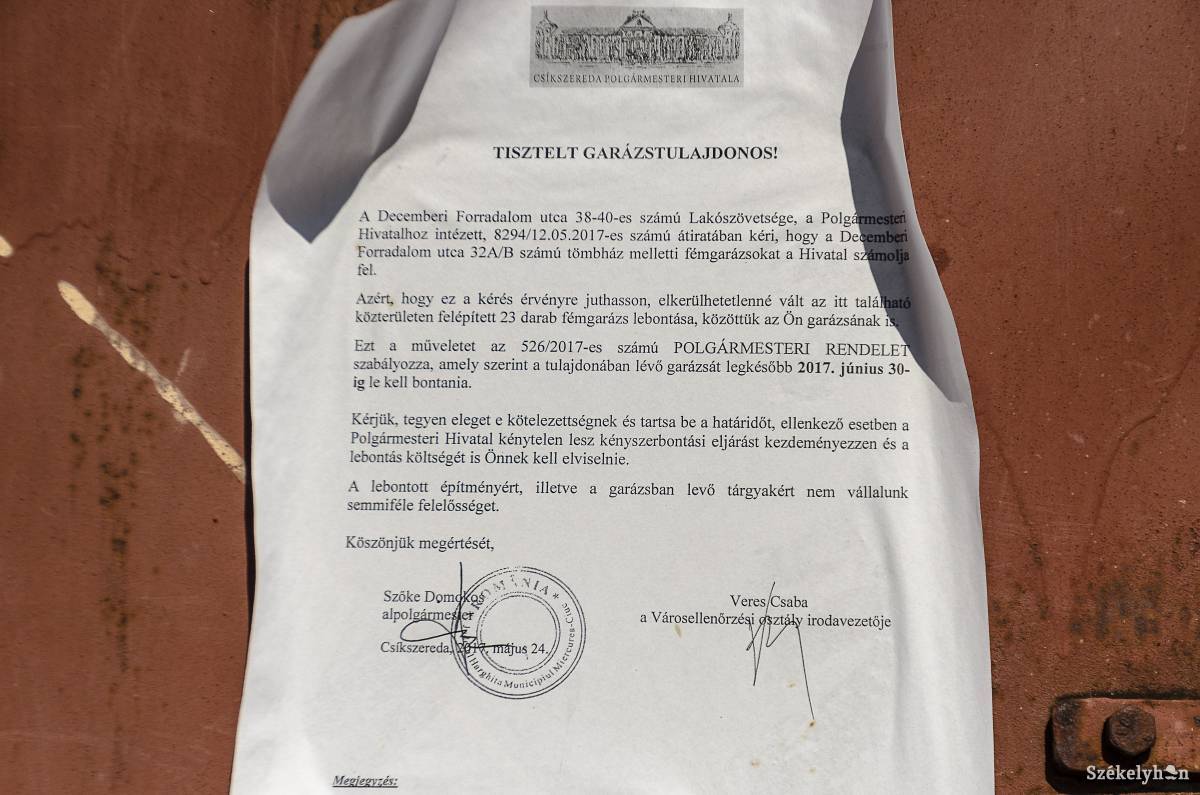 CSÍKSZEREDA POLGÁRMESTERI HIVATALA
TISZTELT GARÁZSTULAJDONOS!
A Decemberi Forradalom utca 38-40-es számú Lakószövetsége, a Polgármesteri
Hivatalhoz intézett, 8294/12.05.2017-es számú átiratában kéri, hogy a Decemberi
Forradalom utca 32A/B számú tömbház melletti fémgarázsokat a Hivatal számolja
fel.
Azért, hogy ez a kérés érvényre juthasson, elkerülhetetlenné vált az itt található
közterületen felépített 23 darab fémgarázs lebontása, közöttük az Ön garázsának is.
Ezt a műveletet az 526/2017-es számú POLGÁRMESTERI RENDELET
szabályozza, amely szerint a tulajdonában lévő garázsát legkésőbb 2017. június 30-
ig le kell bontania.
Kérjük, tegyen eleget e kötelezettségnek és tartsa be a határidőt, ellenkező esetben a
Polgármesteri Hivatal kénytelen lesz kényszerbontási eljárást kezdeményezzen és a
lebontás költségét is Önnek kell elviselnie.
A lebontott építményért, illetve a garázsban levő tárgyakért nem vállalunk
semmiféle felelősséget.
Köszönjük megértését,
Szőke Domokos
alpolgármester
Csíkszereda, 2017. május 24.
* ROMÂNIA *
Harghita Municipiul Miercurea-Ciuc
Veres Csaba
a Városellenőrzési osztály irodavezetője
Megjegyzés:
Székelyhon